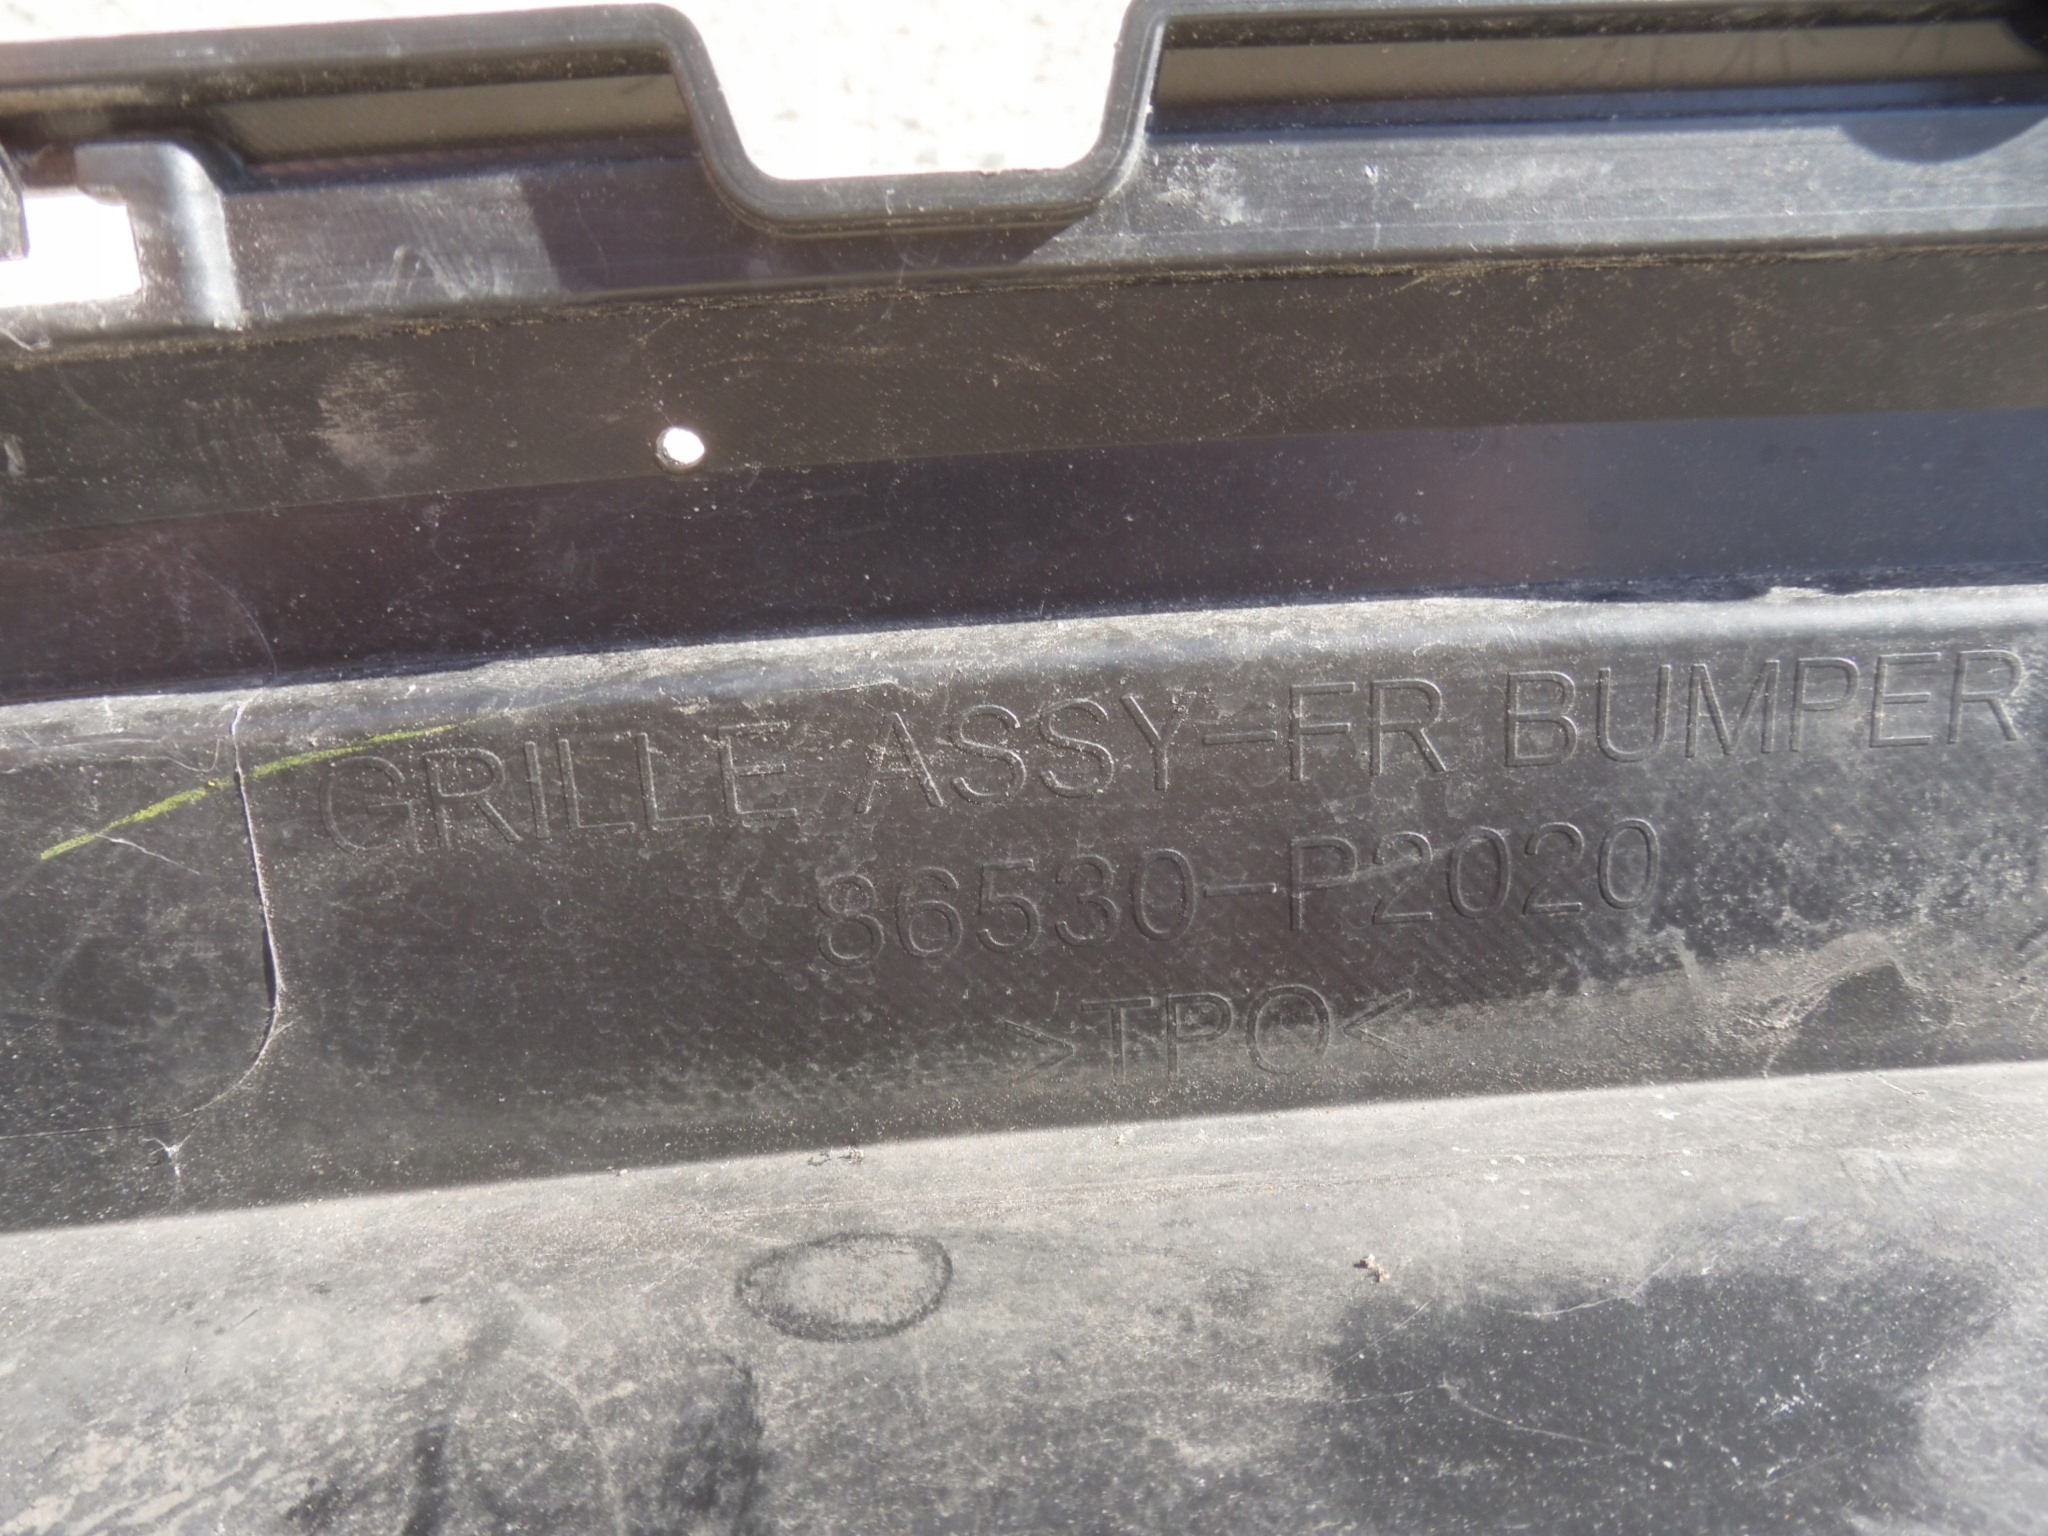 GRILLE ASSY-FR BUMPER
86530-P2020
>TPO<